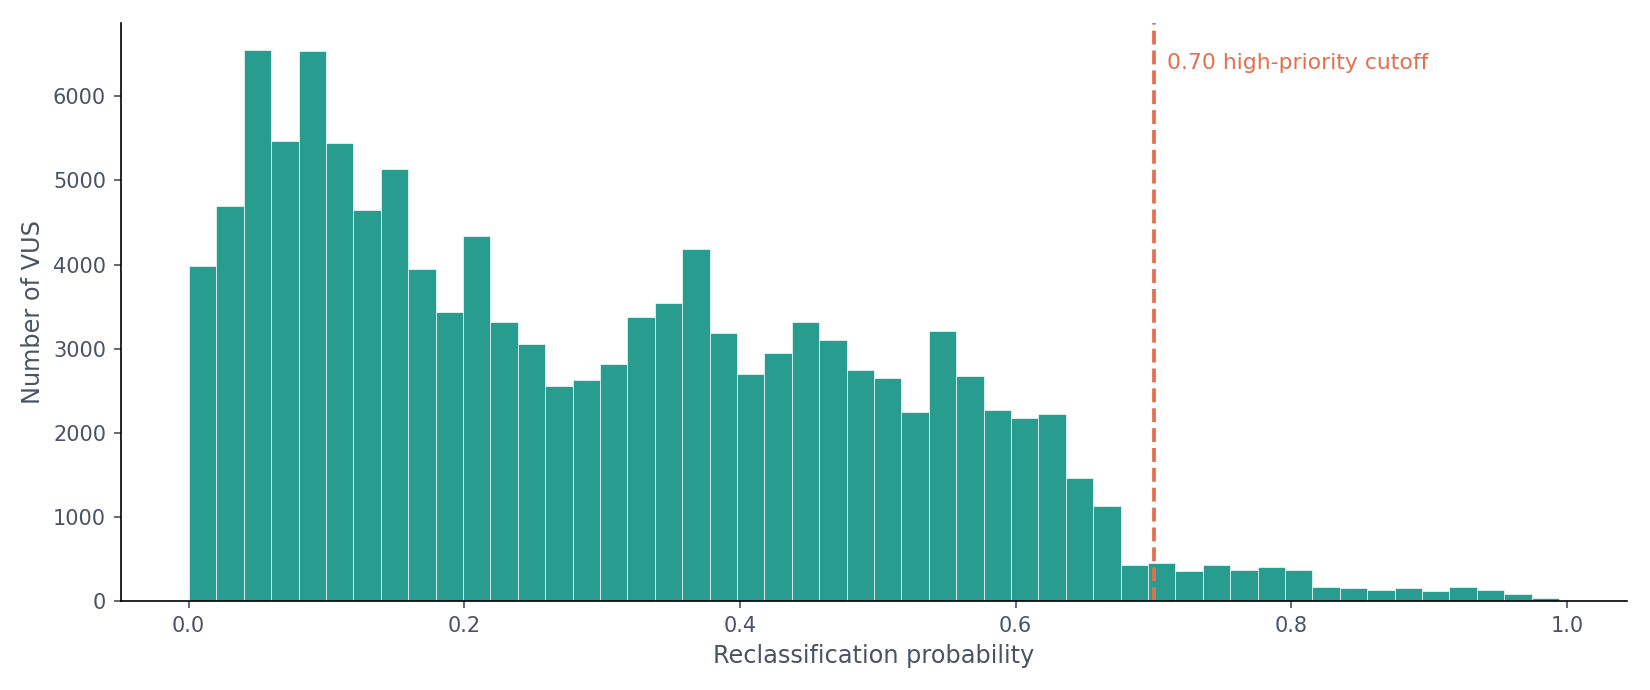 0.70 high-priority cutoff
Number of VUS
6000
5000
4000
3000
2000
1000
0
0.0 0.2 0.4 0.6 0.8 1.0
Reclassification probability